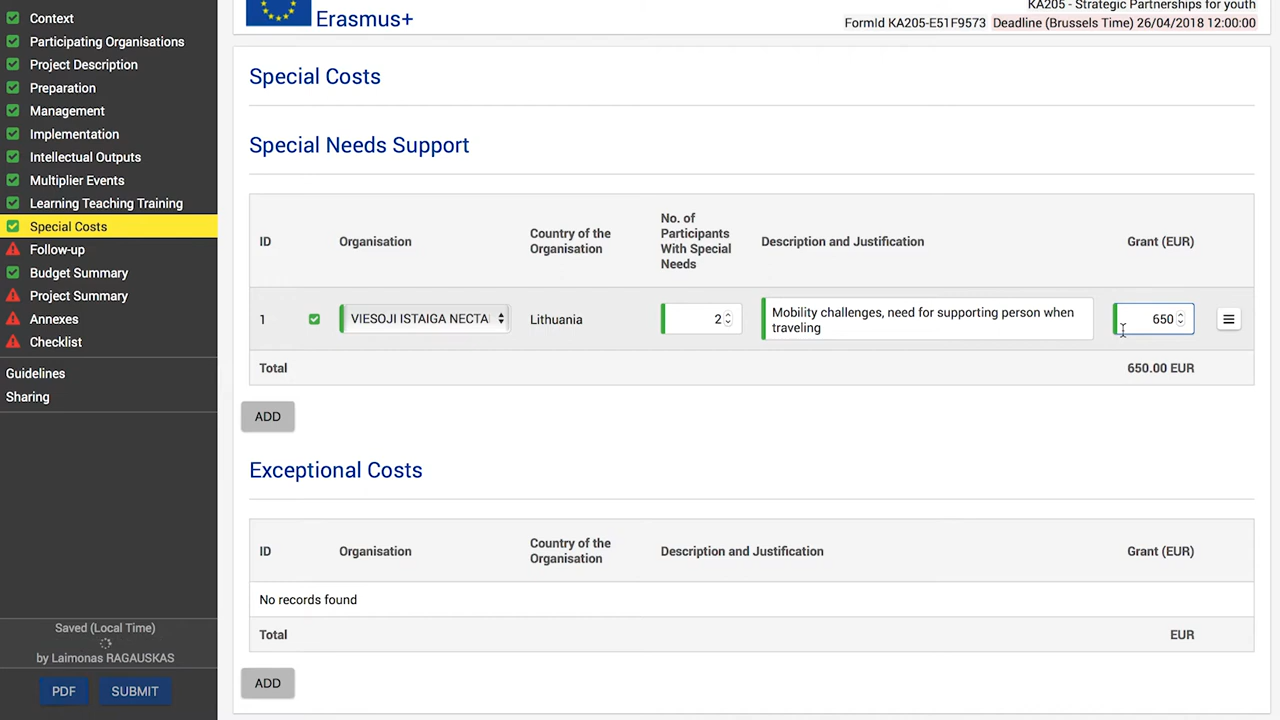 Context
Participating Organisations
Project Description
Preparation
Management
Implementation
Intellectual Outputs
Multiplier Events
Learning Teaching Training
Special Costs
Follow-up
Budget Summary
Project Summary
Annexes
Checklist
Guidelines
Sharing
Saved (Local Time)
by Laimonas RAGAUSKAS
PDF
SUBMIT
Erasmus+
KA205 - Strategic Partnerships for youth
FormId KA205-E51F9573 Deadline (Brussels Time) 26/04/2018 12:00:00
Special Costs
Special Needs Support
ID
Organisation
Country of the
Organisation
No. of
Participants
With Special
Needs
Description and Justification
Grant (EUR)
1
VIESOJI ISTAIGA NECTA
Lithuania
2
Mobility challenges, need for supporting person when
traveling
650
Total
650.00 EUR
ADD
Exceptional Costs
ID
Organisation
Country of the
Organisation
Description and Justification
Grant (EUR)
No records found
Total
EUR
ADD